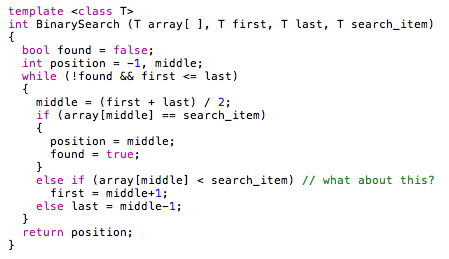 template <class T>
int BinarySearch (T array[ ], T first, T last, T search_item)
{
  bool found = false;
  int position = -1, middle;
  while (!found && first <= last)
  {
    middle = (first + last) / 2;
    if (array[middle] == search_item)
    {
      position = middle;
      found = true;
    }
    else if (array[middle] < search_item) // what about this?
      first = middle+1;
    else last = middle-1;
  }
  return position;
}